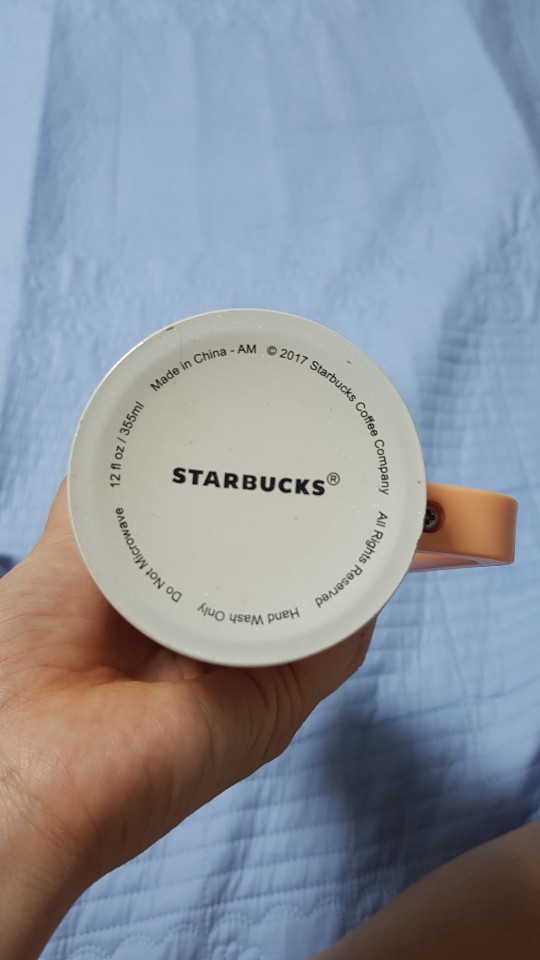 STARBUCKS®
Made in China - AM © 2017 Starbucks Coffee Company All Rights Reserved Hand Wash Only Do Not Microwave 12 fl oz / 355ml